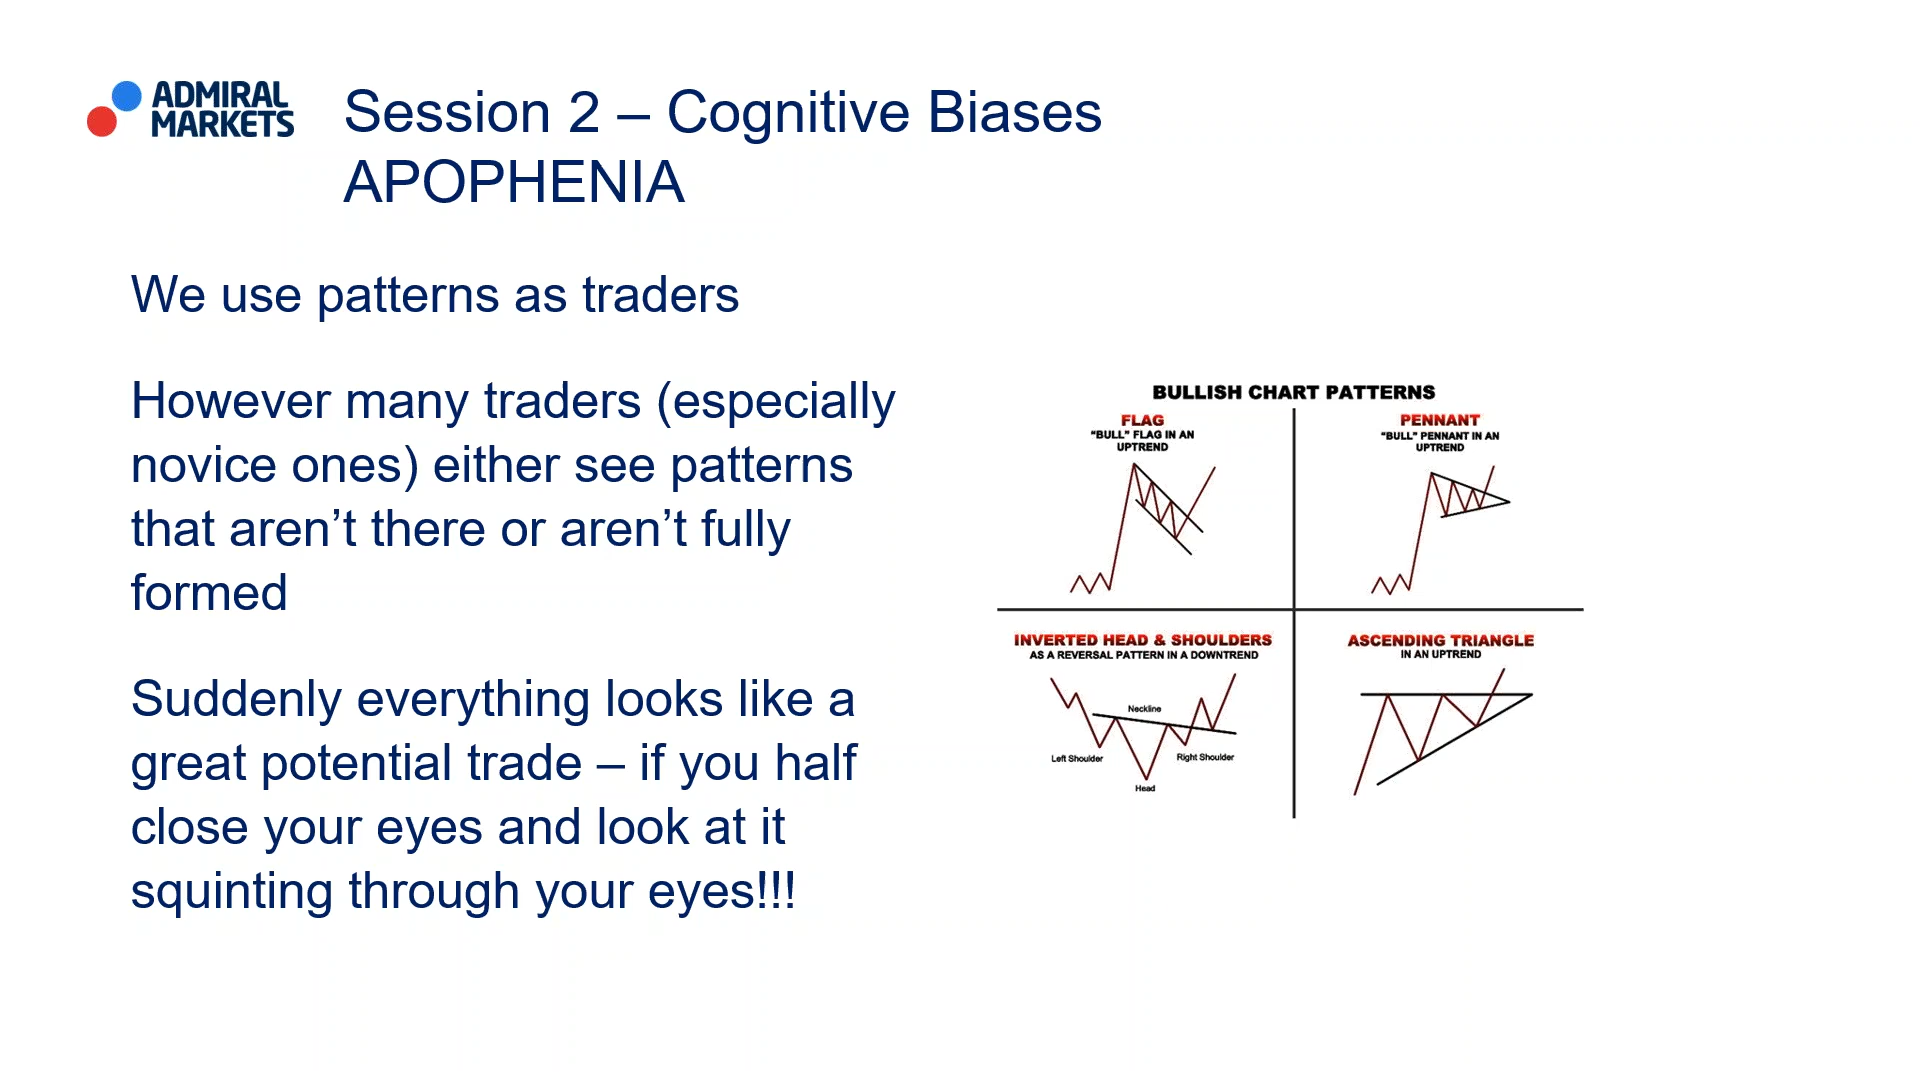 ADMIRAL
MARKETS
Session 2 – Cognitive Biases
APOPHENIA
We use patterns as traders
However many traders (especially
novice ones) either see patterns
that aren’t there or aren’t fully
formed
Suddenly everything looks like a
great potential trade – if you half
close your eyes and look at it
squinting through your eyes!!!
BULLISH CHART PATTERNS
FLAG
“BULL” FLAG IN AN
UPTREND
PENNANT
“BULL” PENNANT IN AN
UPTREND
INVERTED HEAD & SHOULDERS
AS A REVERSAL PATTERN IN A DOWNTREND
Neckline
Left Shoulder
Right Shoulder
Head
ASCENDING TRIANGLE
IN AN UPTREND